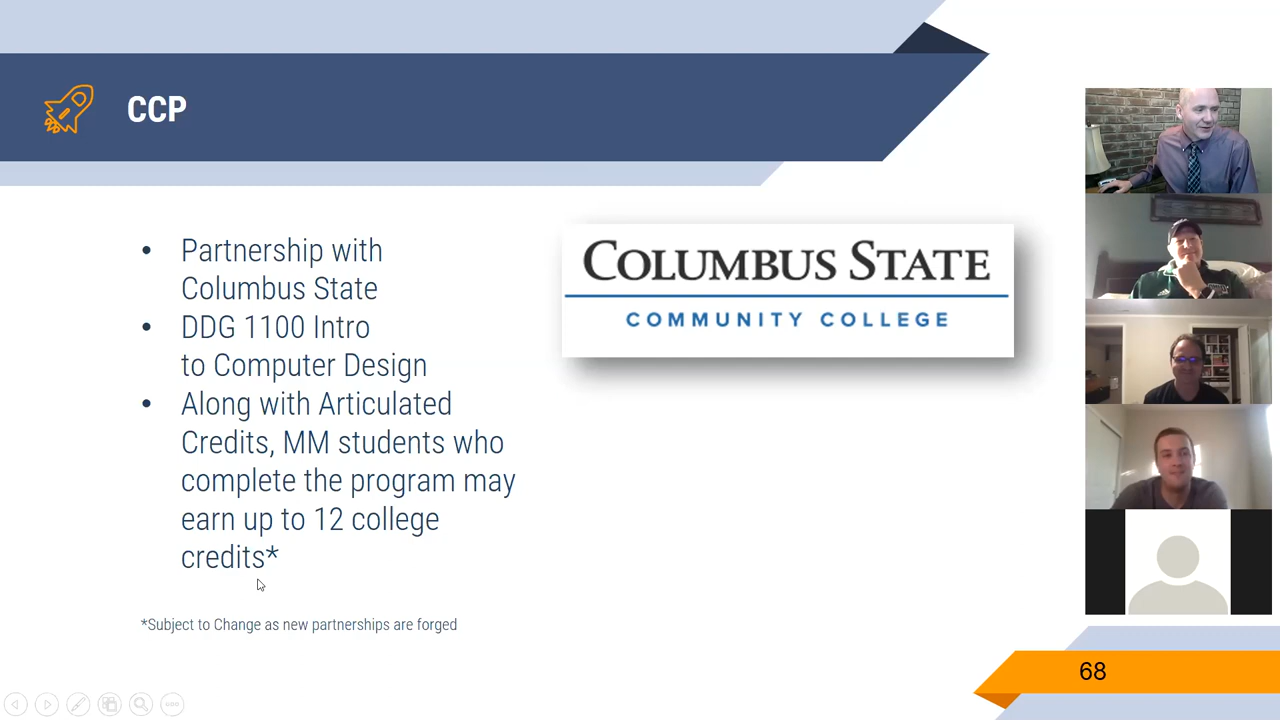 CCP
• Partnership with
Columbus State
• DDG 1100 Intro
to Computer Design
• Along with Articulated
Credits, MM students who
complete the program may
earn up to 12 college
credits*
*Subject to Change as new partnerships are forged
COLUMBUS STATE
COMMUNITY COLLEGE
68